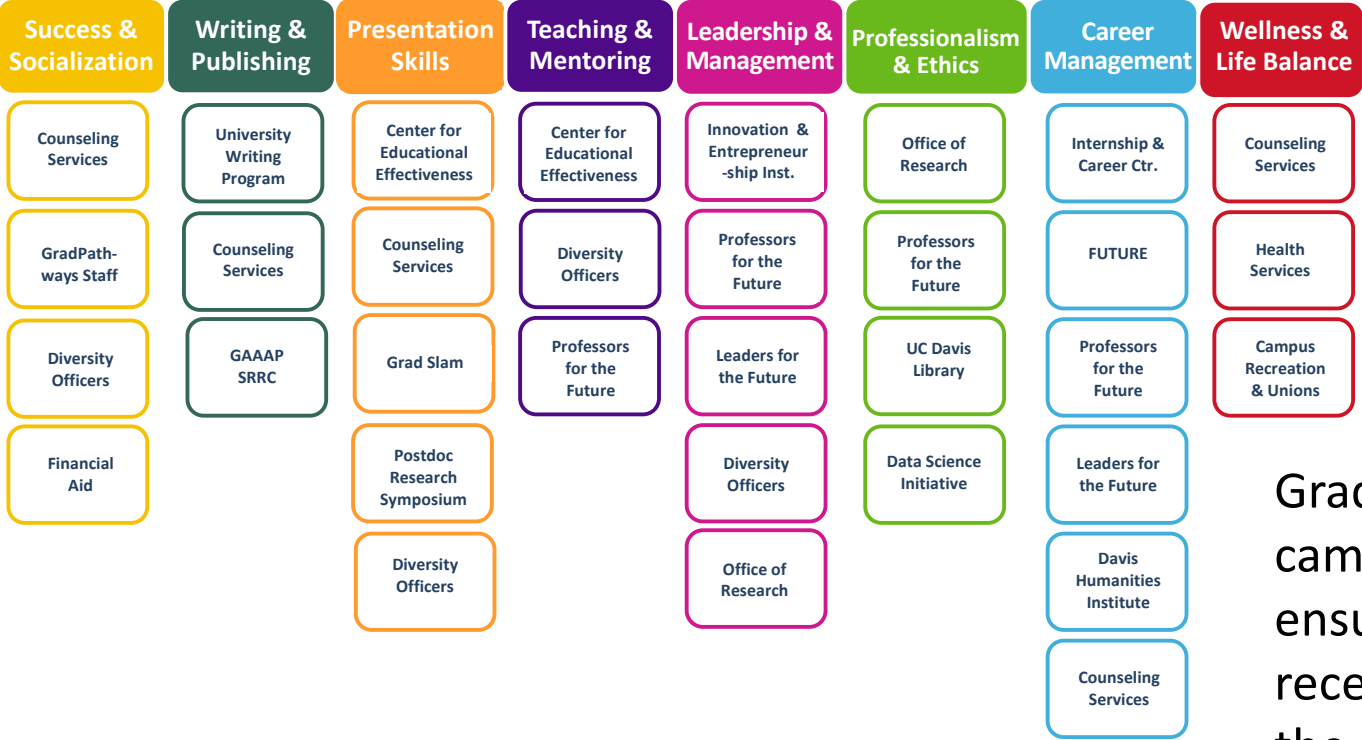 Success &
Socialization
Counseling
Services
GradPath-
ways Staff
Diversity
Officers
Financial
Aid
Writing &
Publishing
University
Writing
Program
Counseling
Services
GAAAP
SRRC
Presentation
Skills
Center for
Educational
Effectiveness
Counseling
Services
Grad Slam
Postdoc
Research
Symposium
Diversity
Officers
Teaching &
Mentoring
Center for
Educational
Effectiveness
Diversity
Officers
Professors
for the
Future
Leadership &
Management
Innovation &
Entrepreneur
-ship Inst.
Professors
for the
Future
Leaders for
the Future
Diversity
Officers
Office of
Research
Professionalism
& Ethics
Office of
Research
Professors
for the
Future
UC Davis
Library
Data Science
Initiative
Career
Management
Internship &
Career Ctr.
FUTURE
Professors
for the
Future
Leaders for
the Future
Davis
Humanities
Institute
Counseling
Services
Wellness &
Life Balance
Counseling
Services
Health
Services
Campus
Recreation
& Unions
Grad
cam
ensu
rece